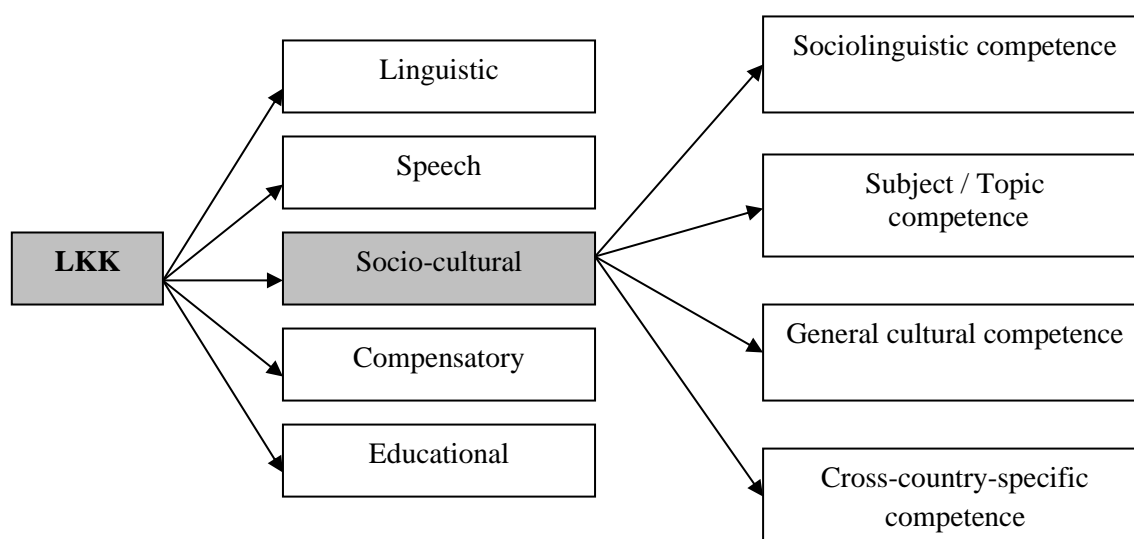 LKK
Linguistic
Speech
Socio-cultural
Compensatory
Educational
Sociolinguistic competence
Subject / Topic
competence
General cultural competence
Cross-country-specific
competence